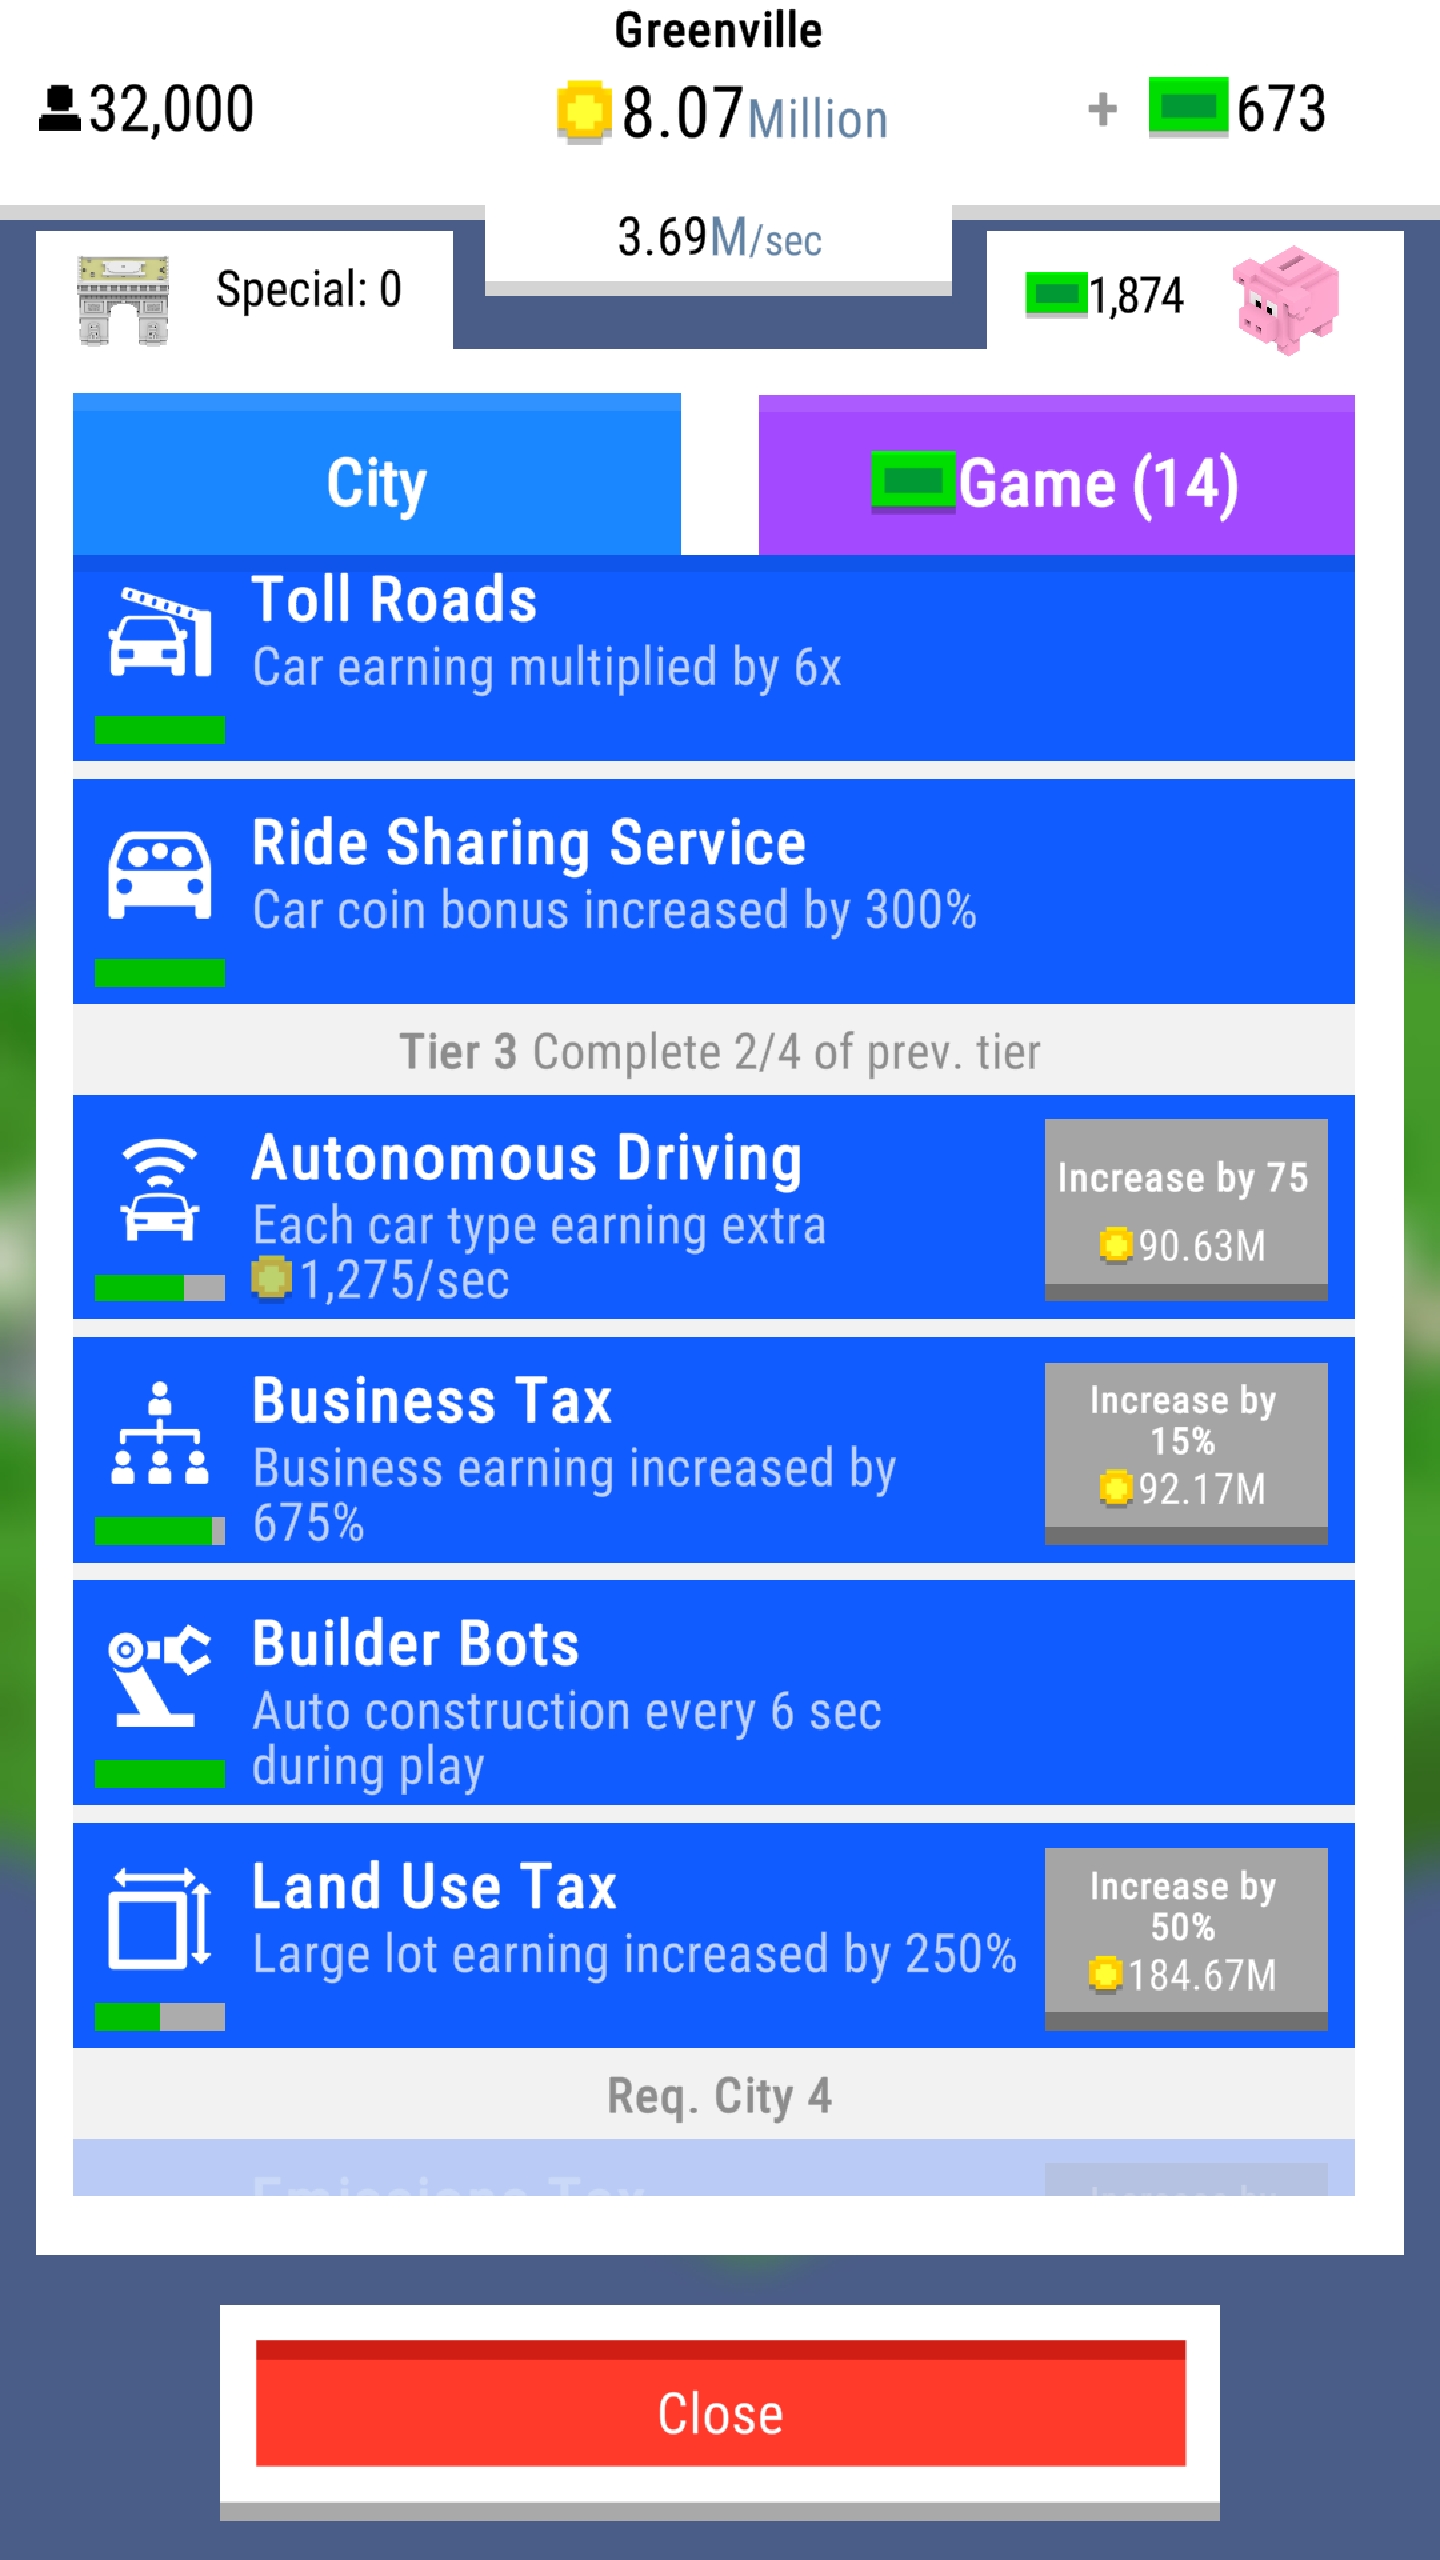 Greenville
32,000
8.07Million
+ 673
3.69M/sec
Special: 0
1,874
City
Game (14)
Toll Roads
Car earning multiplied by 6x
Ride Sharing Service
Car coin bonus increased by 300%
Tier 3 Complete 2/4 of prev. tier
Autonomous Driving
Each car type earning extra
1,275/sec
Increase by 75
90.63M
Business Tax
Business earning increased by
675%
Increase by
15%
92.17M
Builder Bots
Auto construction every 6 sec
during play
Land Use Tax
Large lot earning increased by 250%
Increase by
50%
184.67M
Req. City 4
Emissions Tax
Increase by
Close